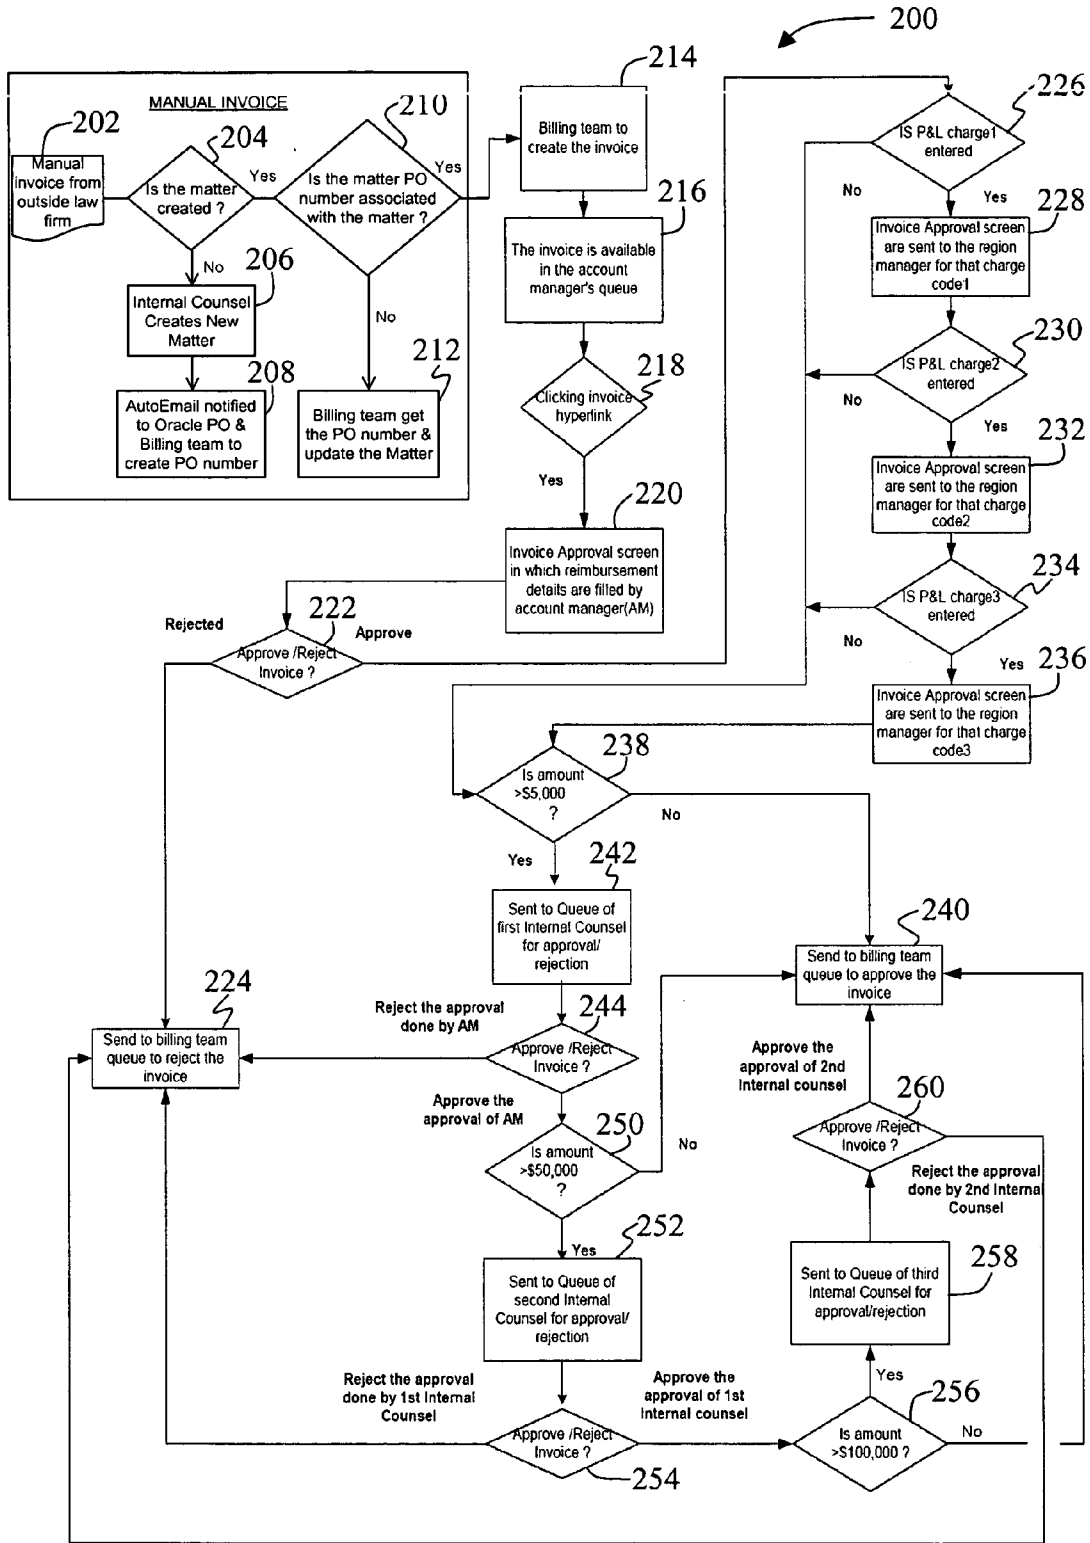 200
MANUAL INVOICE
202
Manual
invoice from
outside law
firm
204
Is the matter
created ?
Yes
No
206
Internal Counsel
Creates New
Matter
208
AutoEmail notified
to Oracle PO &
Billing team to
create PO number
210
Is the matter PO
number associated
with the matter ?
Yes
No
212
Billing team get
the PO number &
update the Matter
214
Billing team to
create the invoice
216
The invoice is available
in the account
manager's queue
218
Clicking invoice
hyperlink
Yes
220
Invoice Approval screen
in which reimbursement
details are filled by
account manager(AM)
222
Approve /Reject
Invoice ?
Rejected
Approve
224
Send to billing team
queue to reject the
invoice
226
IS P&L charge1
entered
No
Yes
228
Invoice Approval screen
are sent to the region
manager for that charge
code1
230
IS P&L charge2
entered
No
Yes
232
Invoice Approval screen
are sent to the region
manager for that charge
code2
234
IS P&L charge3
entered
No
Yes
236
Invoice Approval screen
are sent to the region
manager for that charge
code3
238
Is amount
>$5,000
?
No
Yes
240
Send to billing team
queue to approve the
invoice
242
Sent to Queue of
first Internal Counsel
for approval/
rejection
244
Approve /Reject
Invoice ?
Reject the approval
done by AM
Approve the
approval of AM
250
Is amount
>$50,000
?
No
Yes
252
Sent to Queue of
second Internal
Counsel for approval/
rejection
254
Approve /Reject
Invoice ?
Reject the approval
done by 1st Internal
Counsel
Approve the
approval of 1st
Internal counsel
256
Is amount
>$100,000 ?
No
Yes
258
Sent to Queue of third
Internal Counsel for
approval/rejection
260
Approve /Reject
Invoice ?
Approve the
approval of 2nd
Internal counsel
Reject the approval
done by 2nd Internal
Counsel